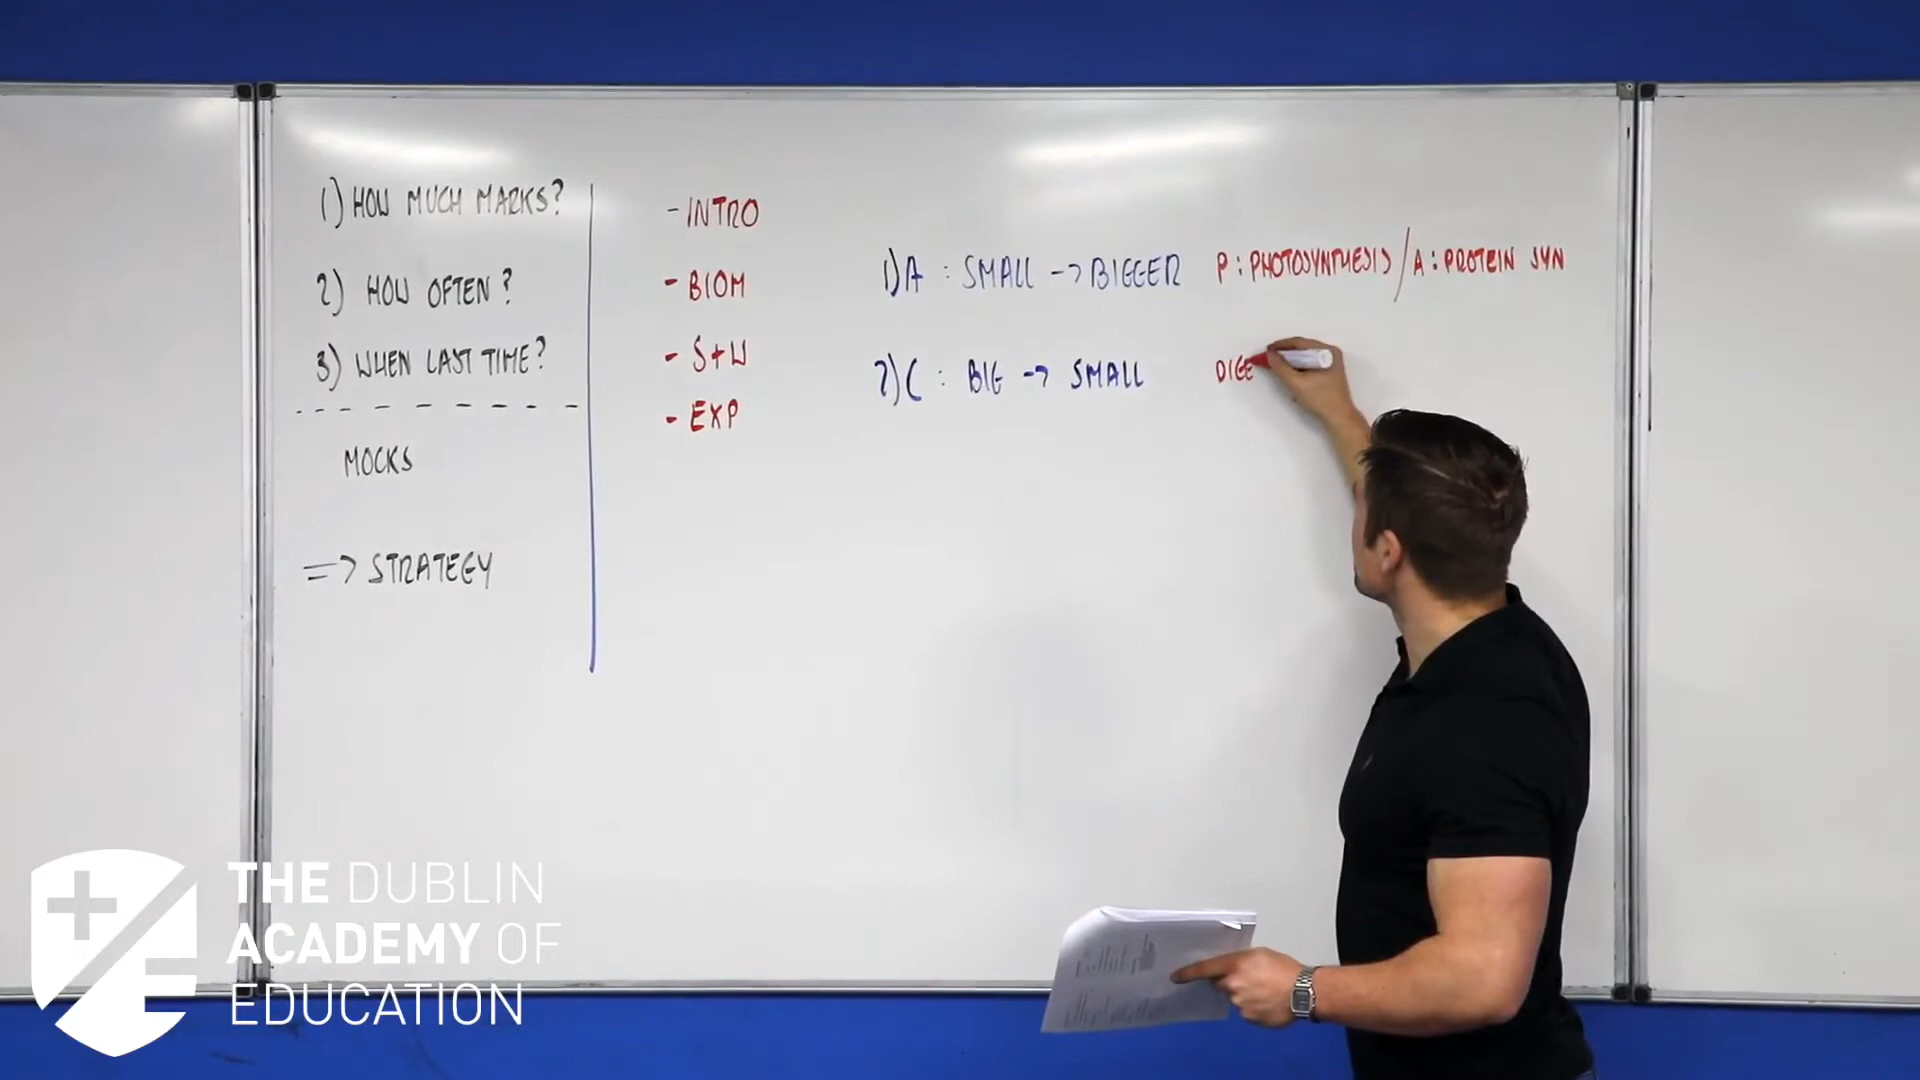 1) HOW MUCH MARKS?
2) HOW OFTEN?
3) WHEN LAST TIME?
MOCKS
=> STRATEGY
- INTRO
- BIOM
- S+W
- EXP
1) A : SMALL -> BIGGER P : PHOTOSYNTHESIS / A : PROTEIN SYN
2) C : BIG -> SMALL DIGE
THE DUBLIN
ACADEMY OF
EDUCATION